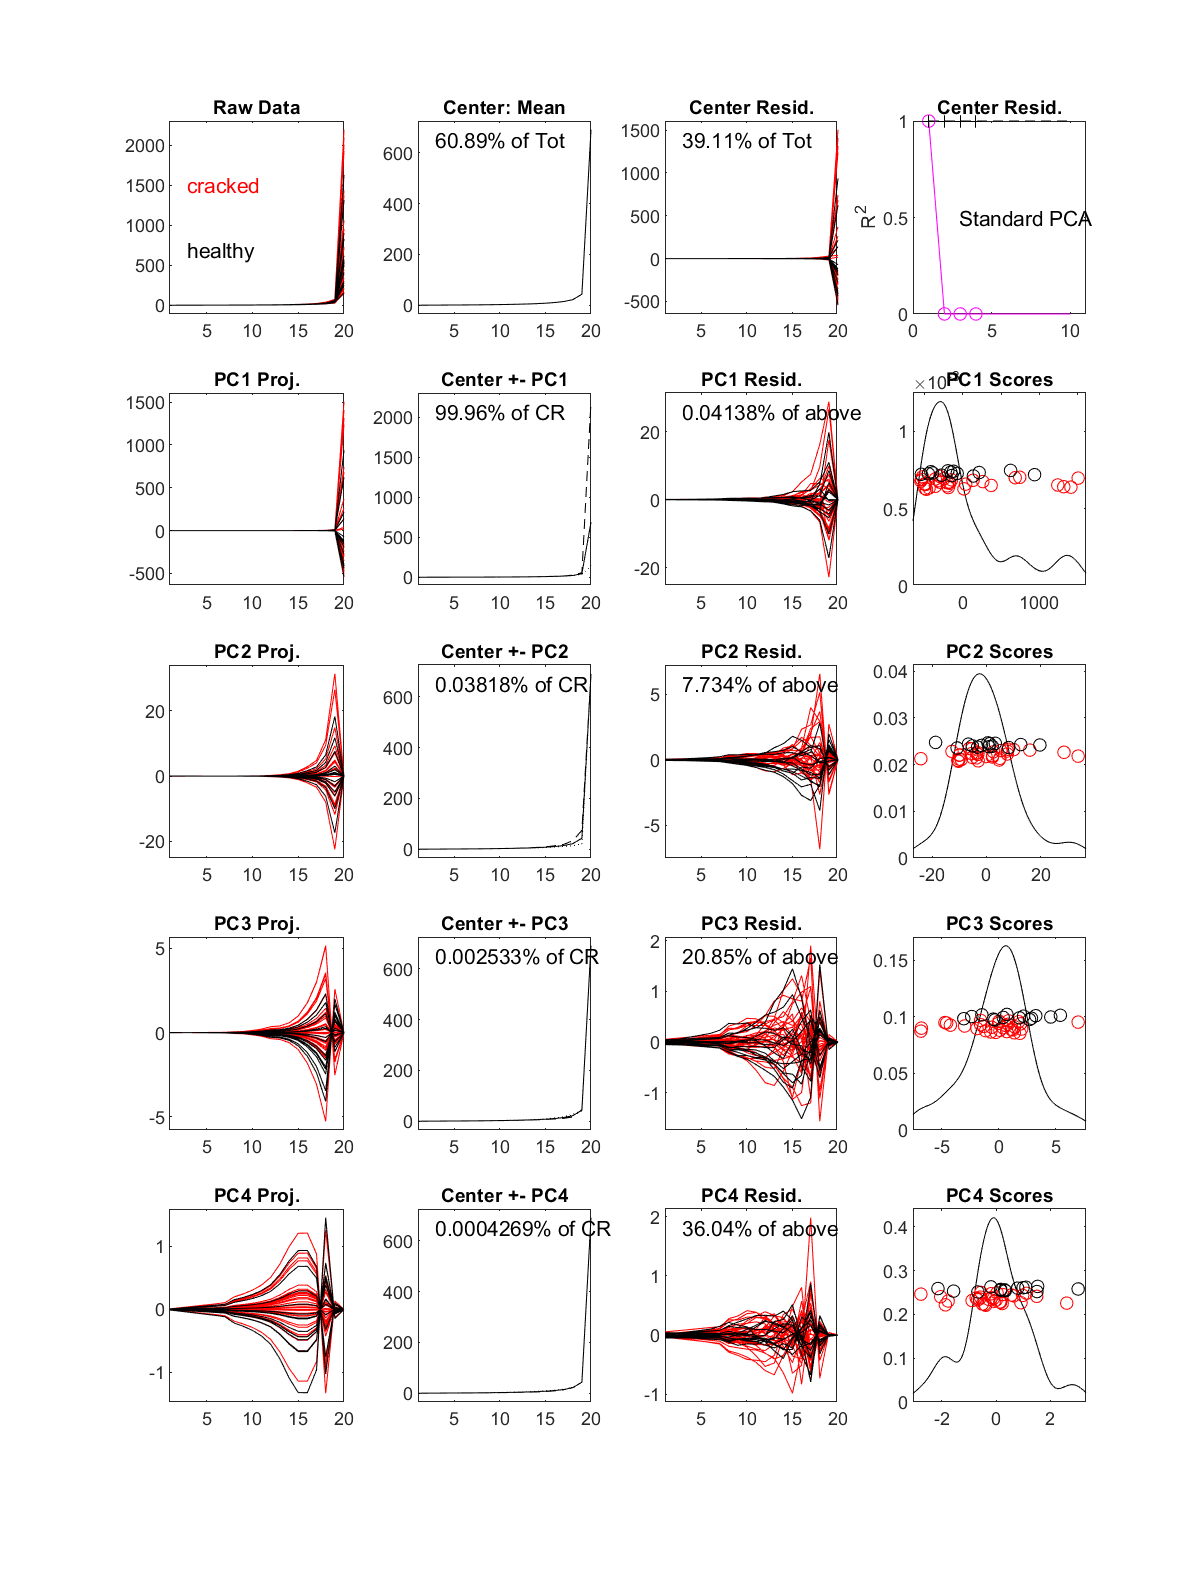 Raw Data
2000
1500
1000
500
0
cracked
healthy
5 10 15 20
Center: Mean
60.89% of Tot
600
400
200
0
5 10 15 20
Center Resid.
39.11% of Tot
1500
1000
500
0
-500
5 10 15 20
Center Resid.
1
0.5
0
R²
Standard PCA
0 5 10
PC1 Proj.
1500
1000
500
0
-500
5 10 15 20
Center +- PC1
99.96% of CR
2000
1500
1000
500
0
5 10 15 20
PC1 Resid.
0.04138% of above
20
0
-20
5 10 15 20
PC1 Scores
1
0.5
0
0 1000
PC2 Proj.
20
0
-20
5 10 15 20
Center +- PC2
0.03818% of CR
600
400
200
0
5 10 15 20
PC2 Resid.
7.734% of above
5
0
-5
5 10 15 20
PC2 Scores
0.04
0.03
0.02
0.01
0
-20 0 20
PC3 Proj.
5
0
-5
5 10 15 20
Center +- PC3
0.002533% of CR
600
400
200
0
5 10 15 20
PC3 Resid.
20.85% of above
2
1
0
-1
5 10 15 20
PC3 Scores
0.15
0.1
0.05
0
-5 0 5
PC4 Proj.
1
0
-1
5 10 15 20
Center +- PC4
0.0004269% of CR
600
400
200
0
5 10 15 20
PC4 Resid.
36.04% of above
2
1
0
-1
5 10 15 20
PC4 Scores
0.4
0.3
0.2
0.1
0
-2 0 2